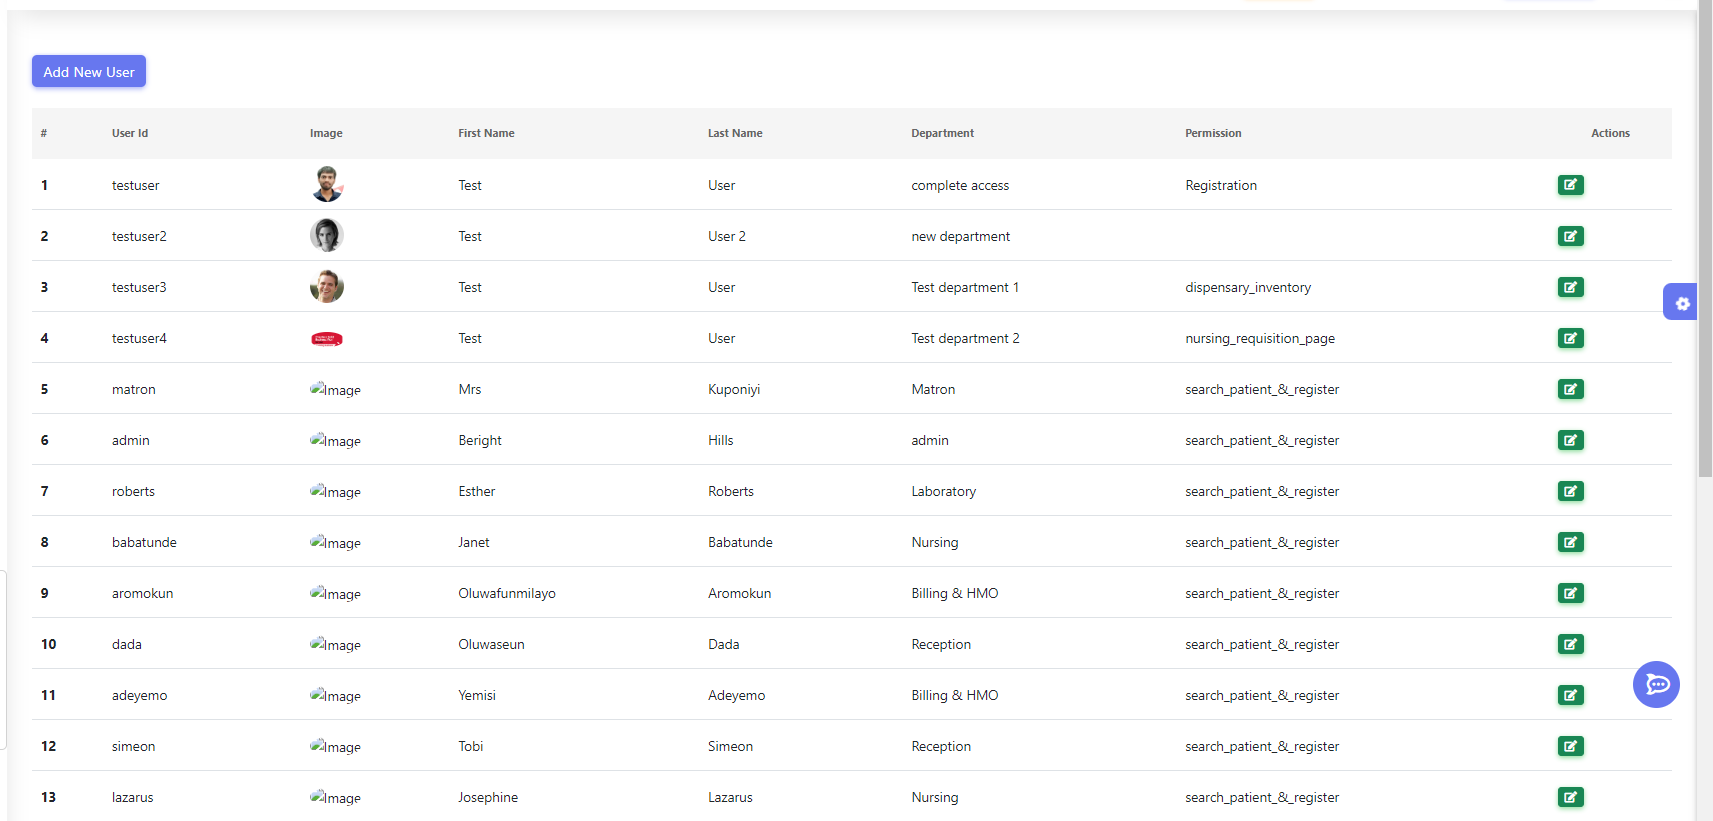 Add New User
# User Id Image First Name Last Name Department Permission Actions
1 testuser Test User complete access Registration
2 testuser2 Test User 2 new department
3 testuser3 Test User Test department 1 dispensary_inventory
4 testuser4 Test User Test department 2 nursing_requisition_page
5 matron Image Mrs Kuponiyi Matron search_patient_&_register
6 admin Image Beright Hills admin search_patient_&_register
7 roberts Image Esther Roberts Laboratory search_patient_&_register
8 babatunde Image Janet Babatunde Nursing search_patient_&_register
9 aromokun Image Oluwafunmilayo Aromokun Billing & HMO search_patient_&_register
10 dada Image Oluwaseun Dada Reception search_patient_&_register
11 adeyemo Image Yemisi Adeyemo Billing & HMO search_patient_&_register
12 simeon Image Tobi Simeon Reception search_patient_&_register
13 lazarus Image Josephine Lazarus Nursing search_patient_&_register